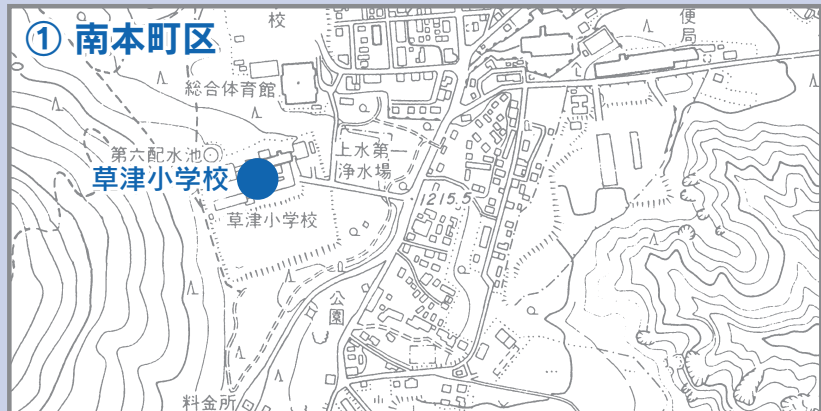 ① 南本町区
校
便局
総合体育館
第六配水池
上水第一
浄水場
草津小学校
草津小学校
1215.5
公園
料金所